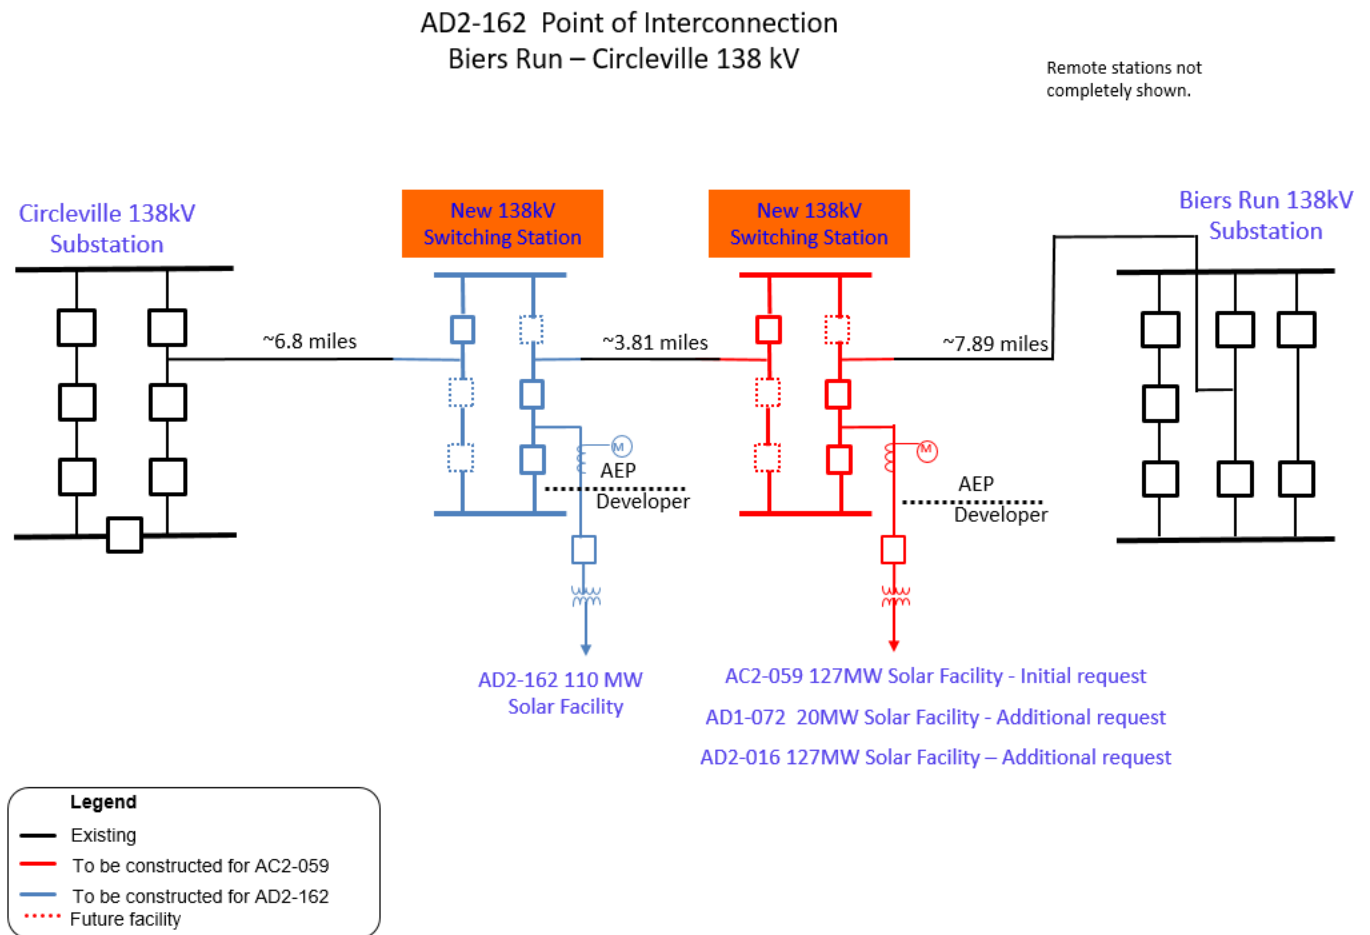 AD2-162  Point of Interconnection
Biers Run – Circleville 138 kV
Remote stations not
completely shown.
Circleville 138kV
Substation
New 138kV
Switching Station
New 138kV
Switching Station
Biers Run 138kV
Substation
~6.8 miles
~3.81 miles
~7.89 miles
M
AEP
Developer
M
AEP
Developer
AD2-162 110 MW
Solar Facility
AC2-059 127MW Solar Facility - Initial request
AD1-072  20MW Solar Facility - Additional request
AD2-016 127MW Solar Facility – Additional request
Legend
Existing
To be constructed for AC2-059
To be constructed for AD2-162
Future facility